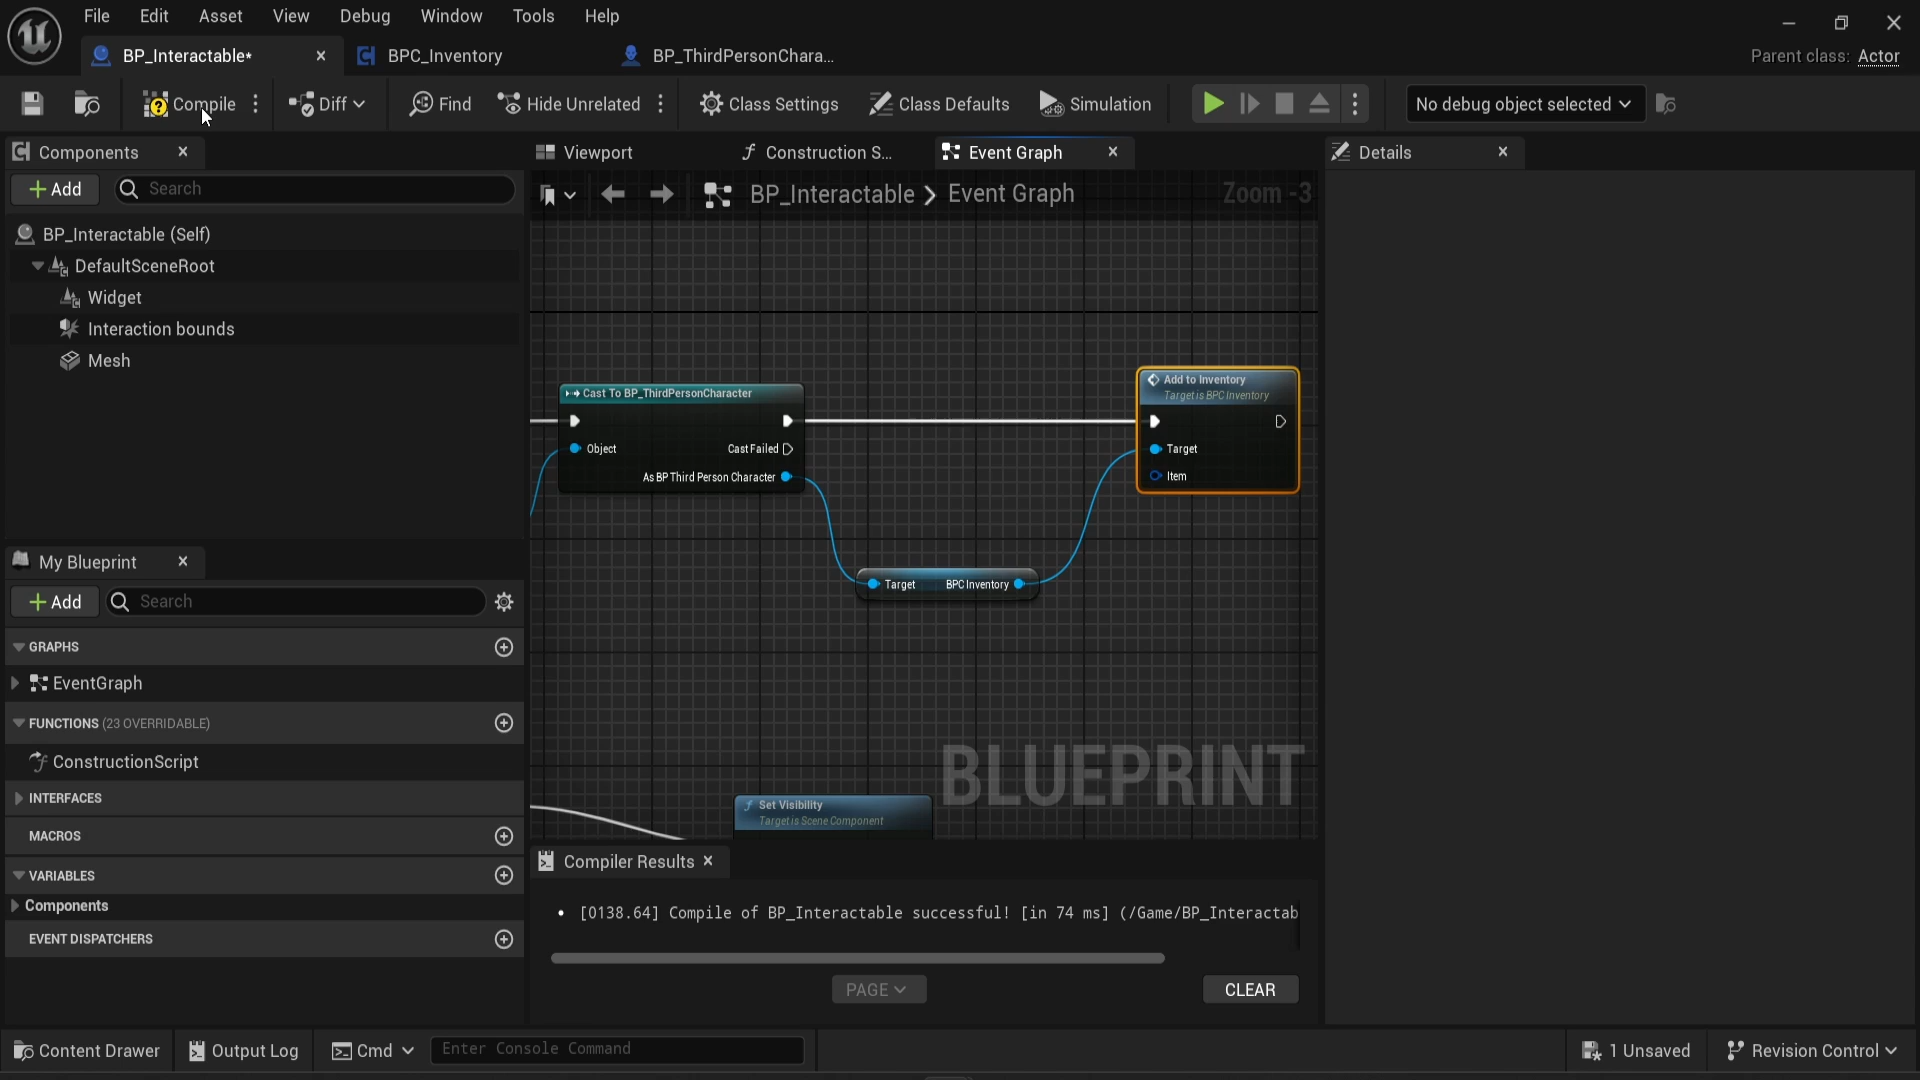 File Edit Asset View Debug Window Tools Help
BP_Interactable* BPC_Inventory BP_ThirdPersonChara... Parent class: Actor
Compile Diff Find Hide Unrelated Class Settings Class Defaults Simulation No debug object selected
Components
Add Search
BP_Interactable (Self)
DefaultSceneRoot
Widget
Interaction bounds
Mesh
My Blueprint
Add Search
GRAPHS
EventGraph
FUNCTIONS (23 OVERRIDABLE)
ConstructionScript
INTERFACES
MACROS
VARIABLES
Components
EVENT DISPATCHERS
Viewport Construction S... Event Graph
BP_Interactable > Event Graph Zoom -3
Cast To BP_ThirdPersonCharacter
Object Cast Failed
As BP Third Person Character
Add to Inventory
Target is BPC Inventory
Target
Item
Target BPC Inventory
Set Visibility
Target is Scene Component
BLUEPRINT
Compiler Results
[0138.64] Compile of BP_Interactable successful! [in 74 ms] (/Game/BP_Interactab
PAGE CLEAR
Details
Content Drawer Output Log Cmd Enter Console Command 1 Unsaved Revision Control